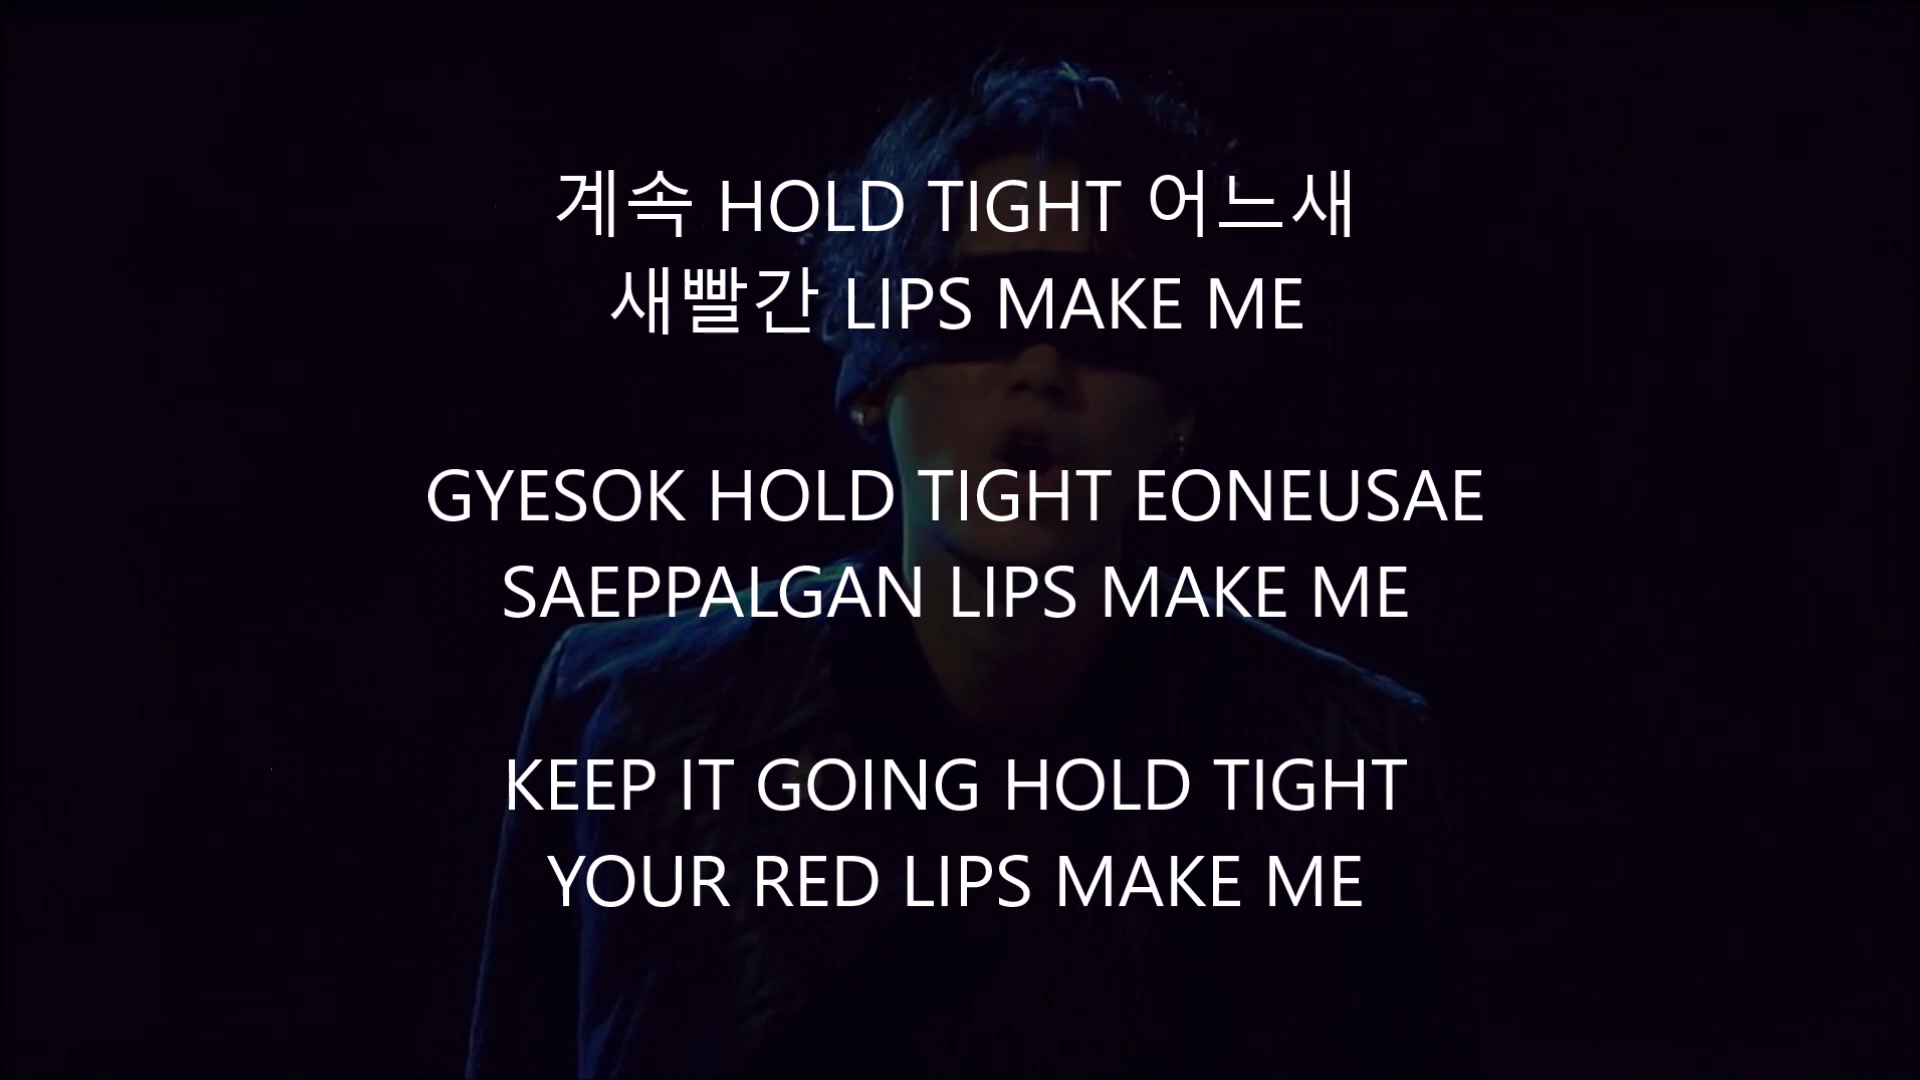 계속 HOLD TIGHT 어느새
새빨간 LIPS MAKE ME
GYESOK HOLD TIGHT EONEUSAE
SAEPPALGAN LIPS MAKE ME
KEEP IT GOING HOLD TIGHT
YOUR RED LIPS MAKE ME